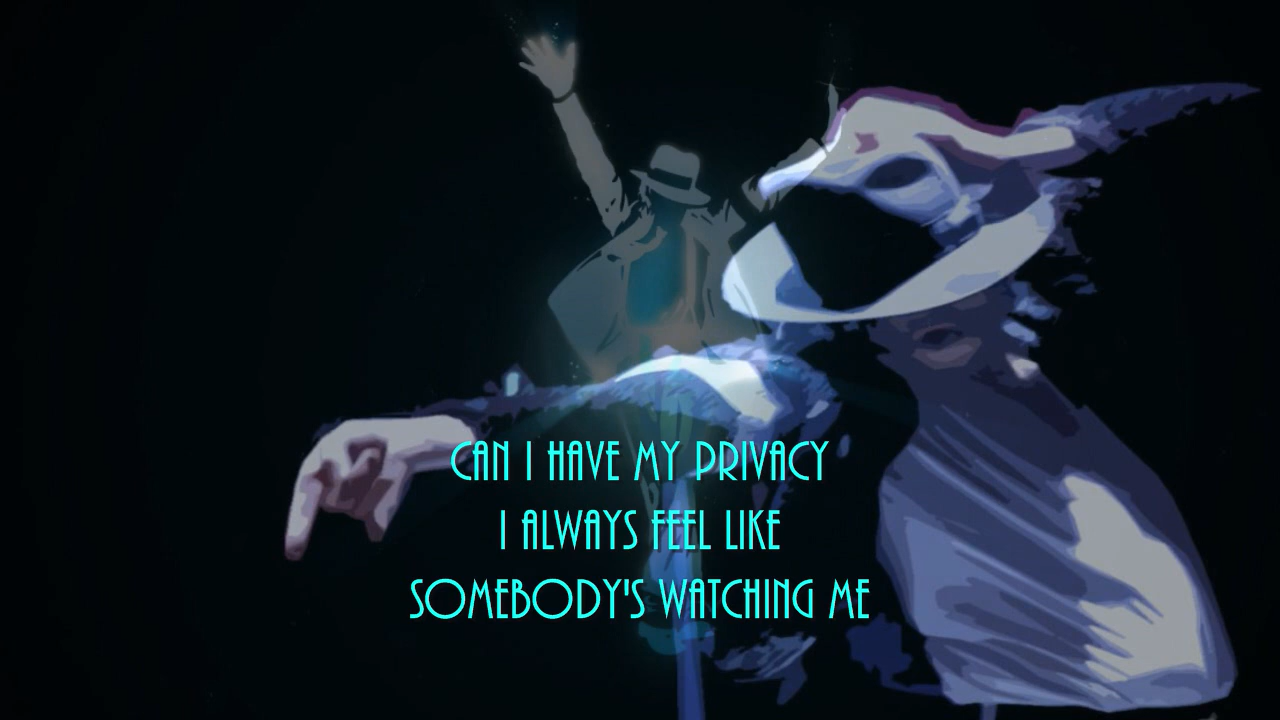 CAN I HAVE MY PRIVACY
I ALWAYS FEEL LIKE
SOMEBODY'S WATCHING ME